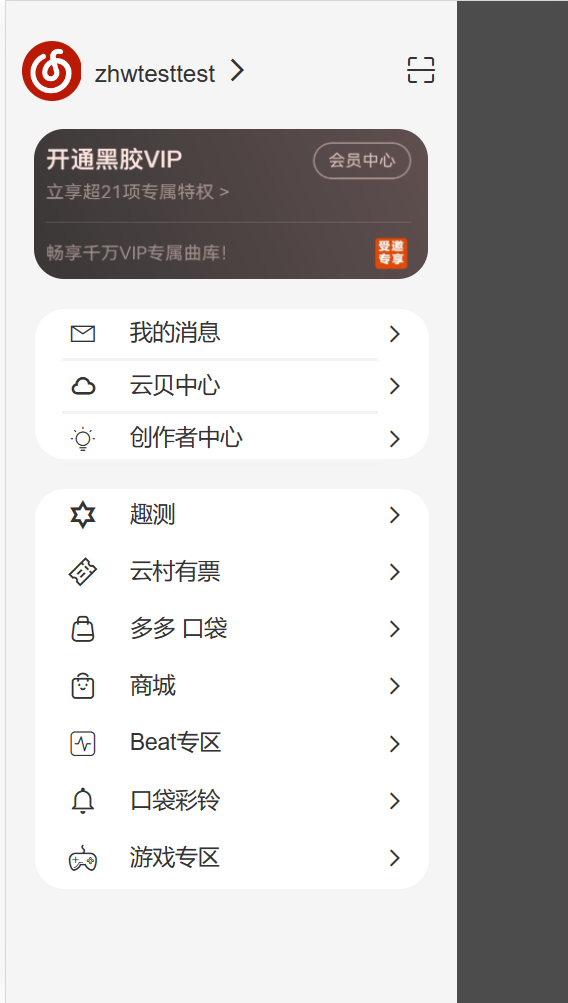 zhwtesttest
开通黑胶VIP
会员中心
立享超21项专属特权 >
畅享千万VIP专属曲库!
受邀
专享
我的消息
云贝中心
创作者中心
趣测
云村有票
多多 口袋
商城
Beat专区
口袋彩铃
游戏专区